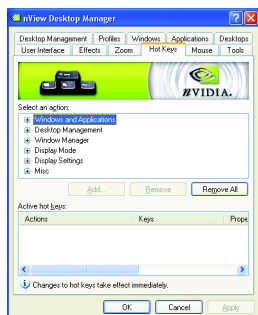 nView Desktop Manager
Desktop Management Profiles Windows Applications Desktops
User Interface Effects Zoom Hot Keys Mouse Tools
nVIDIA.
Select an action:
Windows and Applications
Desktop Management
Window Manager
Display Mode
Display Settings
Misc
Add... Remove Remove All
Active hot keys:
Actions Keys Prope
Changes to hot keys take effect immediately.
OK Cancel Apply